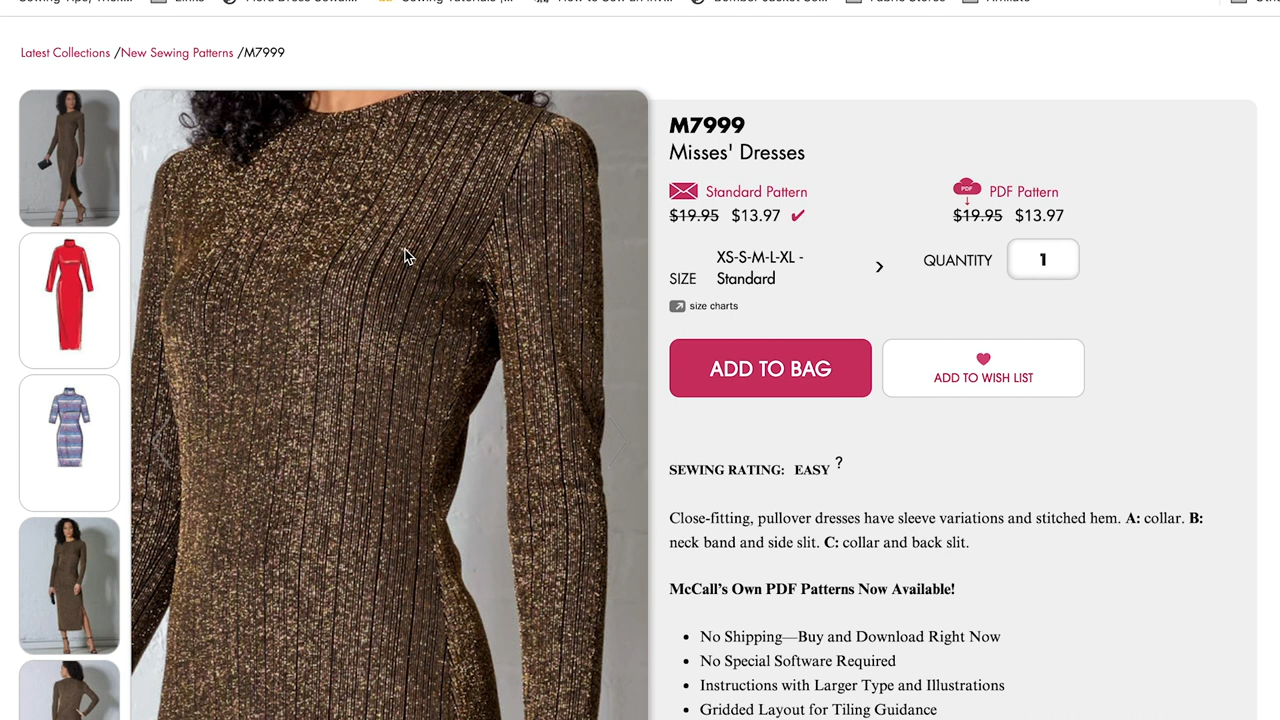 Latest Collections /New Sewing Patterns /M7999
M7999
Misses' Dresses
Standard Pattern
$19.95 $13.97
PDF
PDF Pattern
$19.95 $13.97
SIZE
XS-S-M-L-XL -
Standard
>
QUANTITY
1
size charts
ADD TO BAG
ADD TO WISH LIST
SEWING RATING: EASY ?
Close-fitting, pullover dresses have sleeve variations and stitched hem. A: collar. B:
neck band and side slit. C: collar and back slit.
McCall's Own PDF Patterns Now Available!
• No Shipping—Buy and Download Right Now
• No Special Software Required
• Instructions with Larger Type and Illustrations
• Gridded Layout for Tiling Guidance